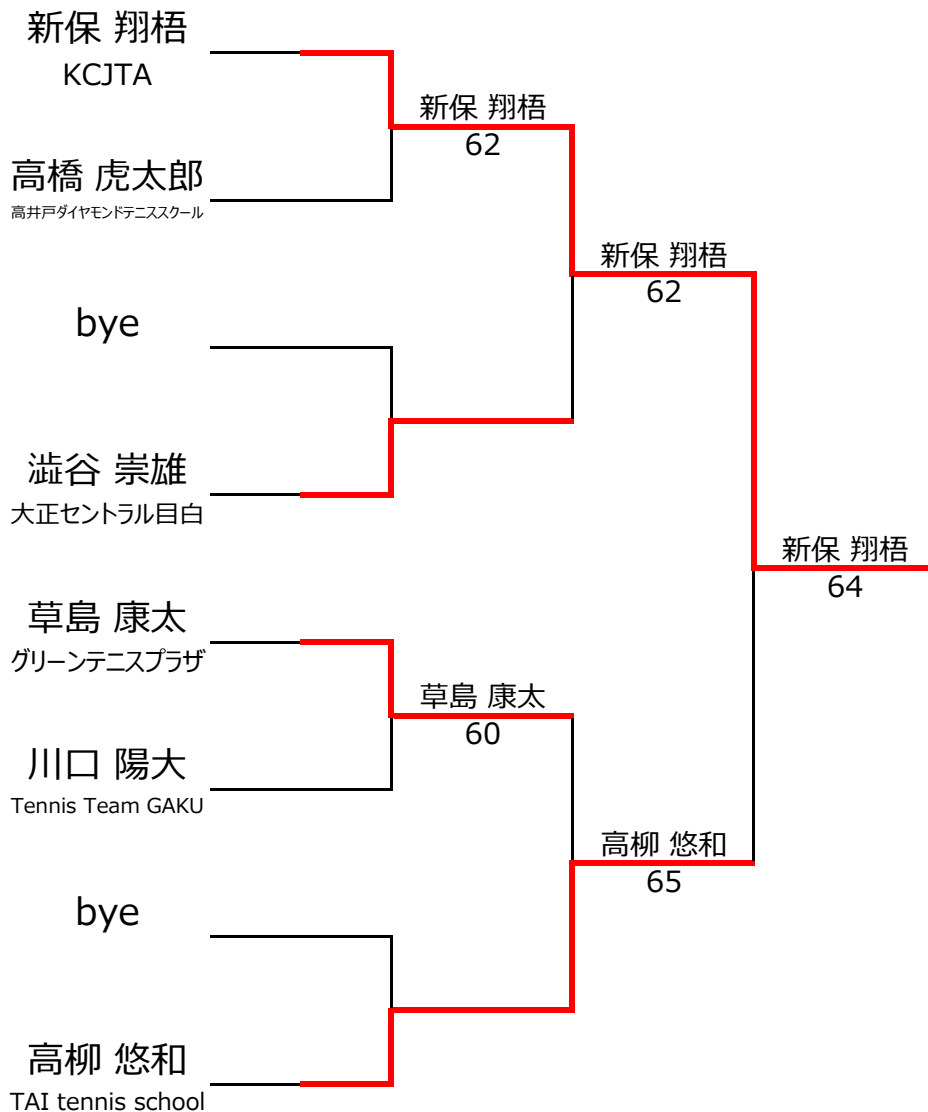 新保 翔梧
KCJTA
新保 翔梧
62
高橋 虎太郎
高井戸ダイヤモンドテニススクール
新保 翔梧
62
bye
澁谷 崇雄
大正セントラル目白
新保 翔梧
64
草島 康太
グリーンテニスプラザ
草島 康太
60
川口 陽大
Tennis Team GAKU
高柳 悠和
65
bye
高柳 悠和
TAI tennis school